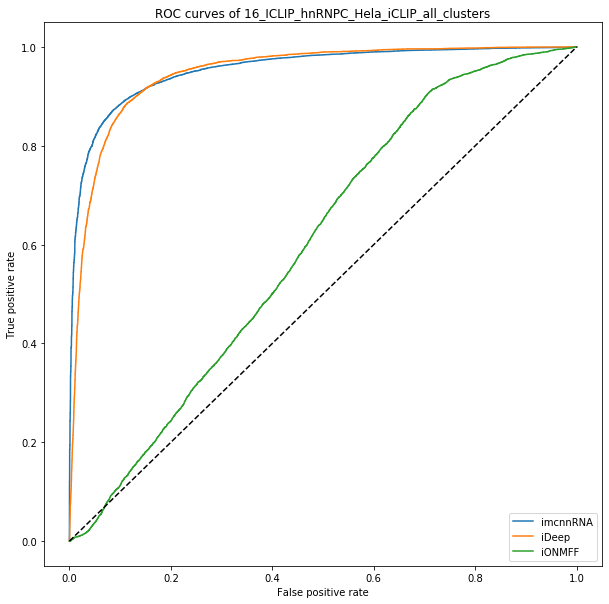 ROC curves of 16_ICLIP_hnRNPC_Hela_iCLIP_all_clusters
1.0
0.8
0.6
0.4
0.2
0.0
True positive rate
0.0 0.2 0.4 0.6 0.8 1.0
False positive rate
imcnnRNA
iDeep
iONMFF